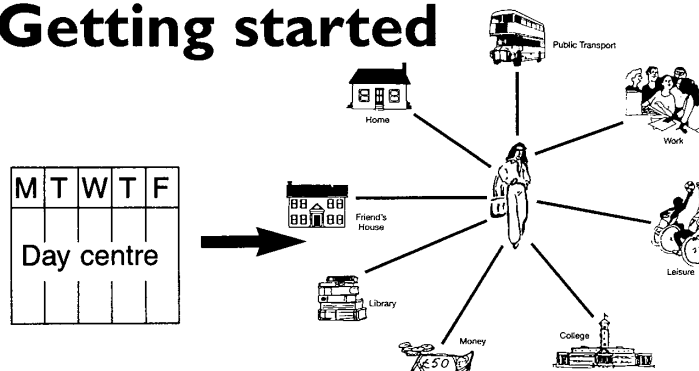 Getting started
Public Transport
Home
Work
M T W T F
Day centre
Friend's
House
Leisure
Library
Money
College
£50